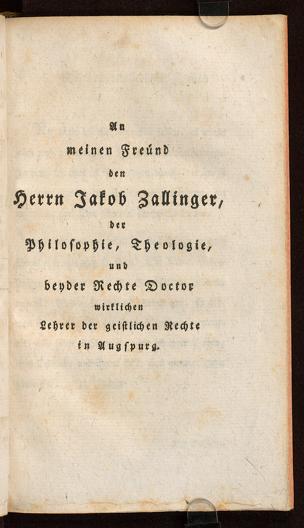 An
meinen Freünd
den
Herrn Jakob Zallinger,
der
Philosophie, Theologie,
und
beyder Rechte Doctor
wirklichen
Lehrer der geistlichen Rechte
in Augspurg.